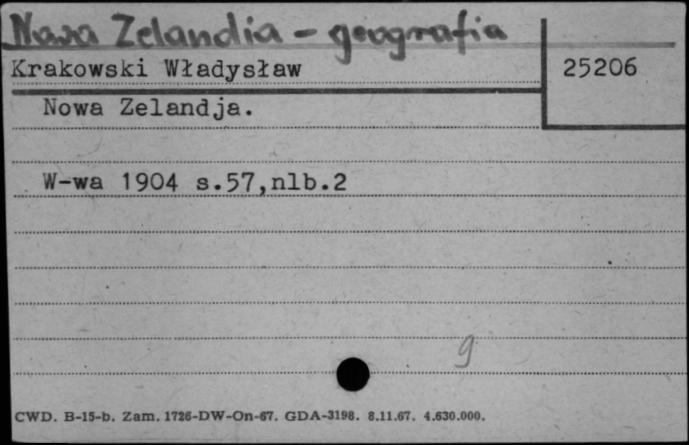 Nowa Zelandia - geografia
Krakowski Władysław
25206
Nowa Zelandja.
W-wa 1904 s.57,nlb.2
g
CWD. B-15-b. Zam. 1726-DW-On-67. GDA-3198. 8.11.67. 4.630.000.